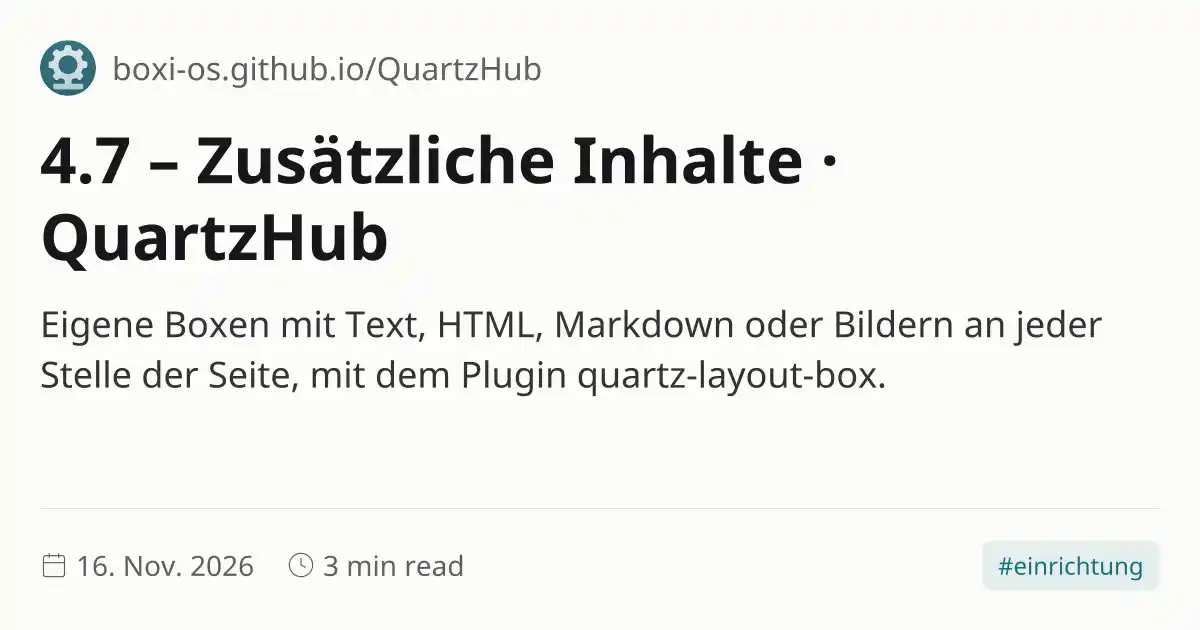 boxi-os.github.io/QuartzHub
4.7 – Zusätzliche Inhalte ·
QuartzHub
Eigene Boxen mit Text, HTML, Markdown oder Bildern an jeder
Stelle der Seite, mit dem Plugin quartz-layout-box.
16. Nov. 2026 3 min read #einrichtung